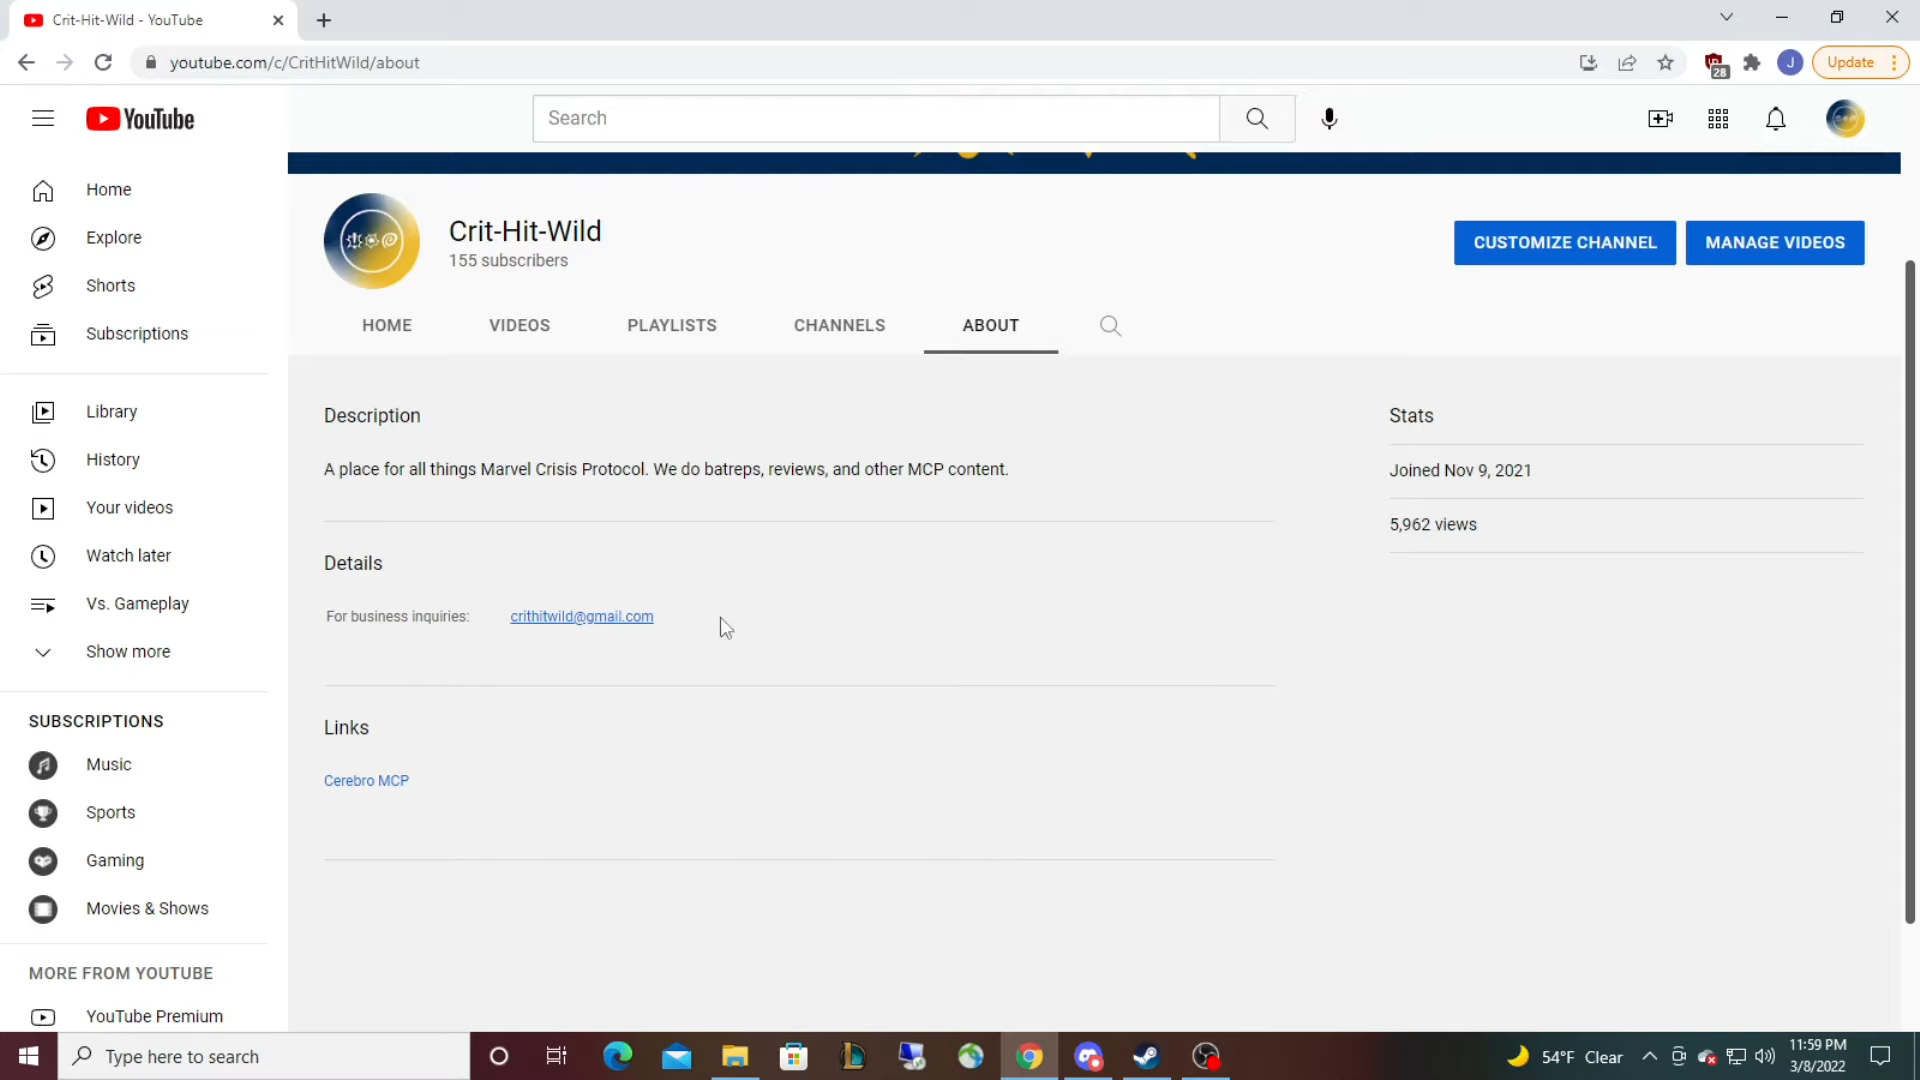 Crit-Hit-Wild - YouTube
youtube.com/c/CritHitWild/about
28
J
Update
YouTube
Search
Home
Explore
Shorts
Subscriptions
Library
History
Your videos
Watch later
Vs. Gameplay
Show more
SUBSCRIPTIONS
Music
Sports
Gaming
Movies & Shows
MORE FROM YOUTUBE
YouTube Premium
Crit-Hit-Wild
155 subscribers
CUSTOMIZE CHANNEL
MANAGE VIDEOS
HOME VIDEOS PLAYLISTS CHANNELS ABOUT
Description
A place for all things Marvel Crisis Protocol. We do batreps, reviews, and other MCP content.
Details
For business inquiries: crithitwild@gmail.com
Links
Cerebro MCP
Stats
Joined Nov 9, 2021
5,962 views
Type here to search
54°F Clear
11:59 PM
3/8/2022